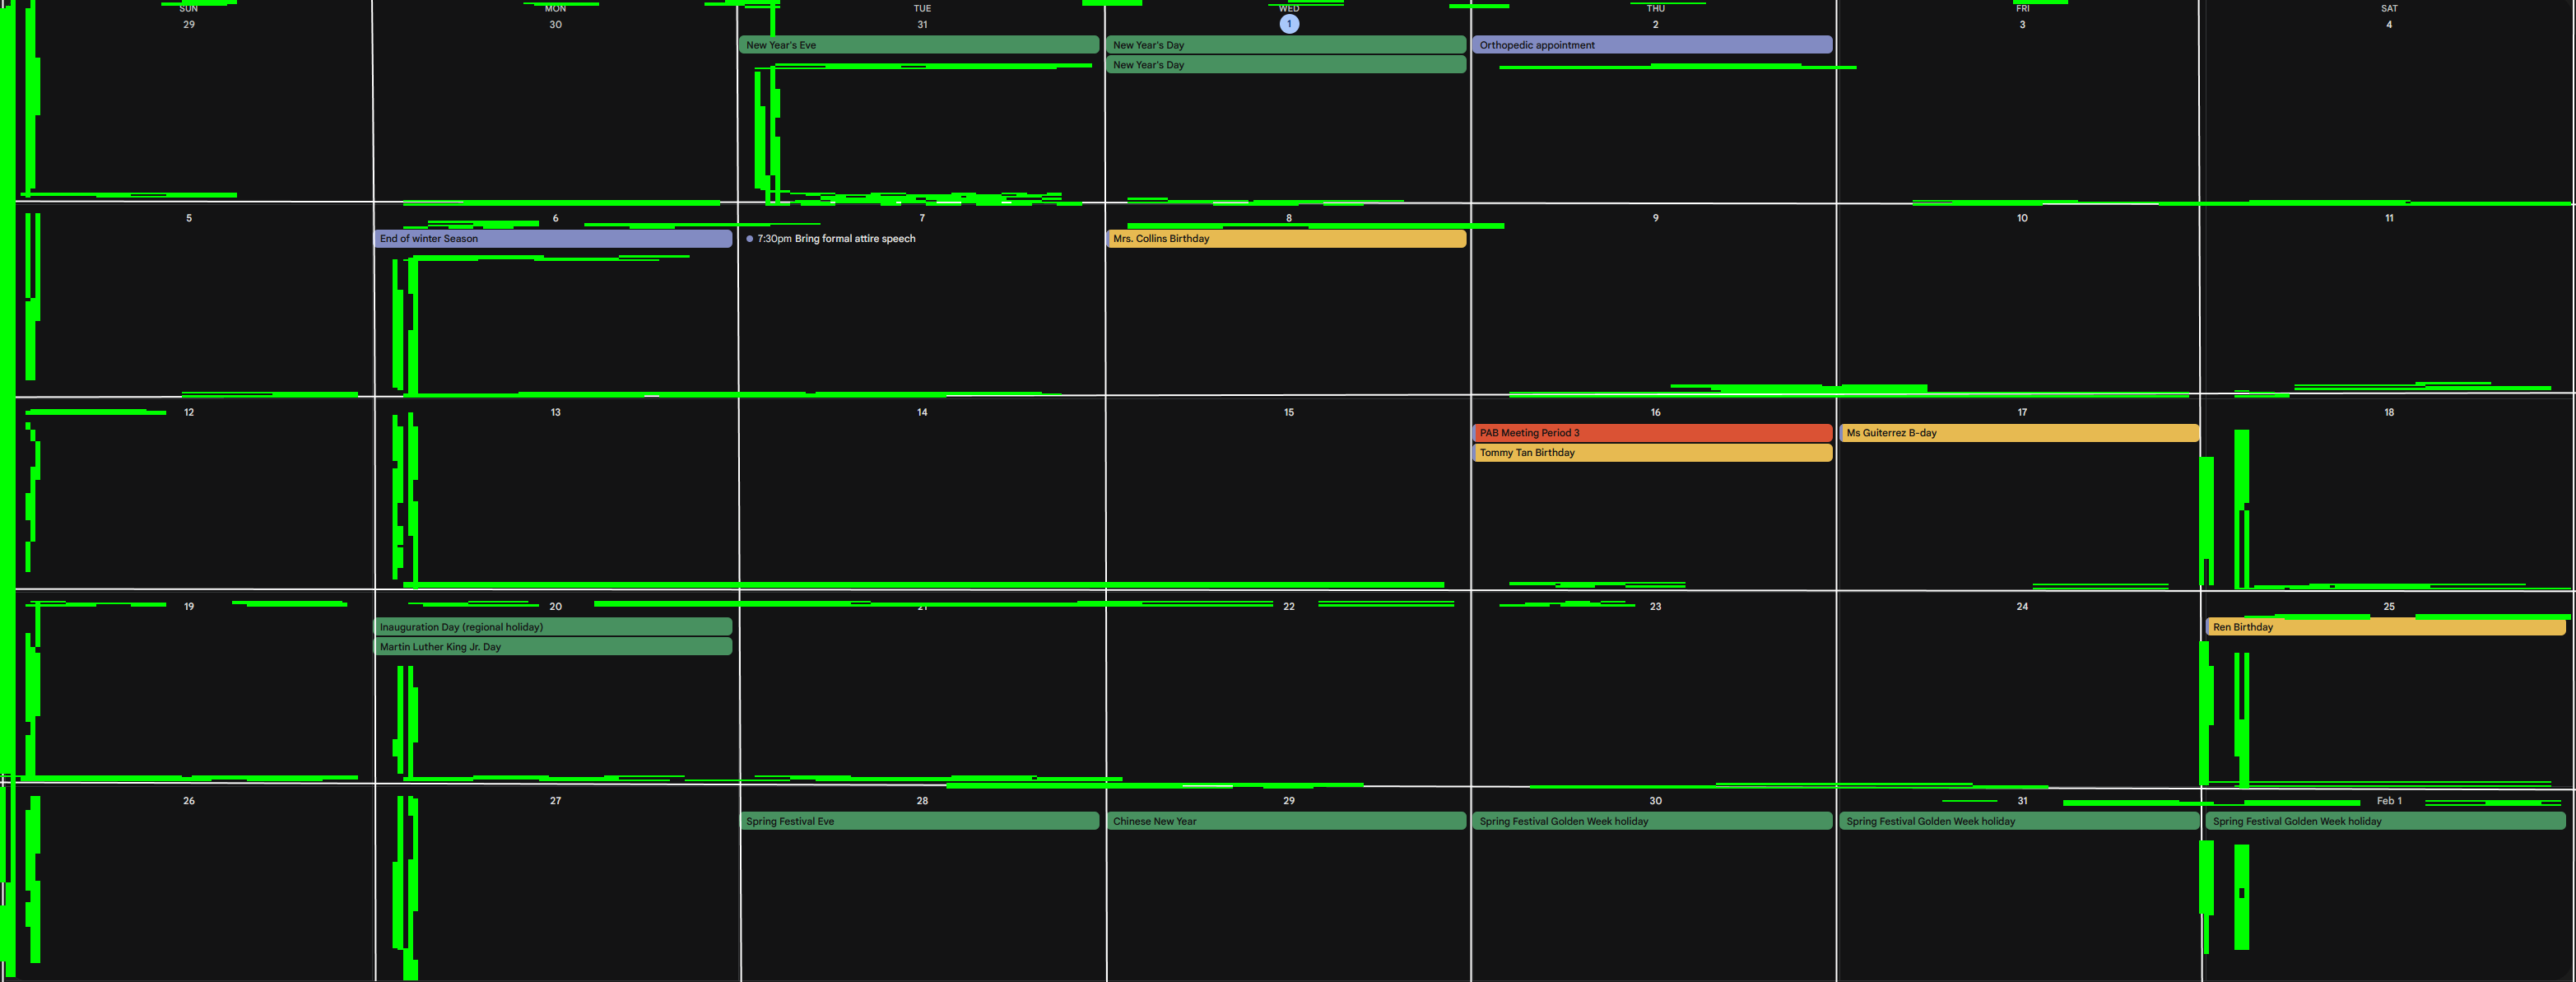 SUN MON TUE WED THU FRI SAT
29 30 31 1 2 3 4
New Year's Eve New Year's Day Orthopedic appointment
New Year's Day
5 6 7 8 9 10 11
End of winter Season 7:30pm Bring formal attire speech Mrs. Collins Birthday
12 13 14 15 16 17 18
PAB Meeting Period 3 Ms Guiterrez B-day
Tommy Tan Birthday
19 20 21 22 23 24 25
Inauguration Day (regional holiday) Ren Birthday
Martin Luther King Jr. Day
26 27 28 29 30 31 Feb 1
Spring Festival Eve Chinese New Year Spring Festival Golden Week holiday Spring Festival Golden Week holiday Spring Festival Golden Week holiday